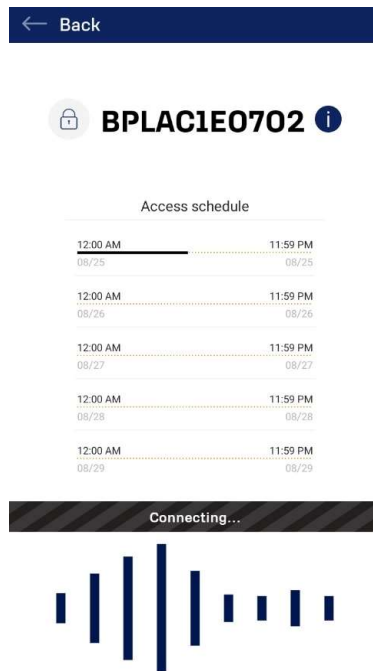 ← Back
BPLAC1E0702 i
Access schedule
12:00 AM 11:59 PM
08/25 08/25
12:00 AM 11:59 PM
08/26 08/26
12:00 AM 11:59 PM
08/27 08/27
12:00 AM 11:59 PM
08/28 08/28
12:00 AM 11:59 PM
08/29 08/29
Connecting...